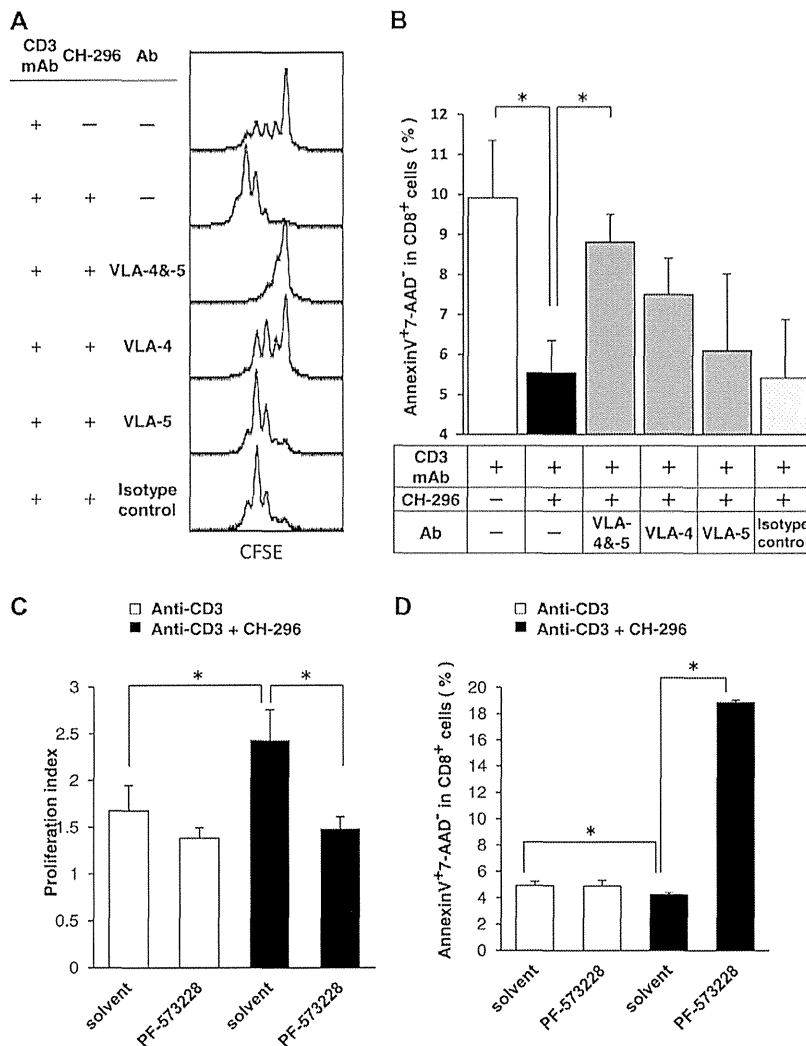 A
CD3 mAb CH-296 Ab
+ − −
+ + −
+ + VLA-4&-5
+ + VLA-4
+ + VLA-5
+ + Isotype control
CFSE
B
AnnexinV+7-AAD− in CD8+ cells (%)
12
11
10
9
8
7
6
5
4
* *
CD3 mAb + + + + + +
CH-296 − + + + + +
Ab − − VLA-4&-5 VLA-4 VLA-5 Isotype control
C
Anti-CD3
Anti-CD3 + CH-296
Proliferation index
3
2.5
2
1.5
1
0.5
0
* *
solvent PF-573228 solvent PF-573228
D
Anti-CD3
Anti-CD3 + CH-296
AnnexinV+7-AAD− in CD8+ cells (%)
20
18
16
14
12
10
8
6
4
2
0
* *
solvent PF-573228 solvent PF-573228